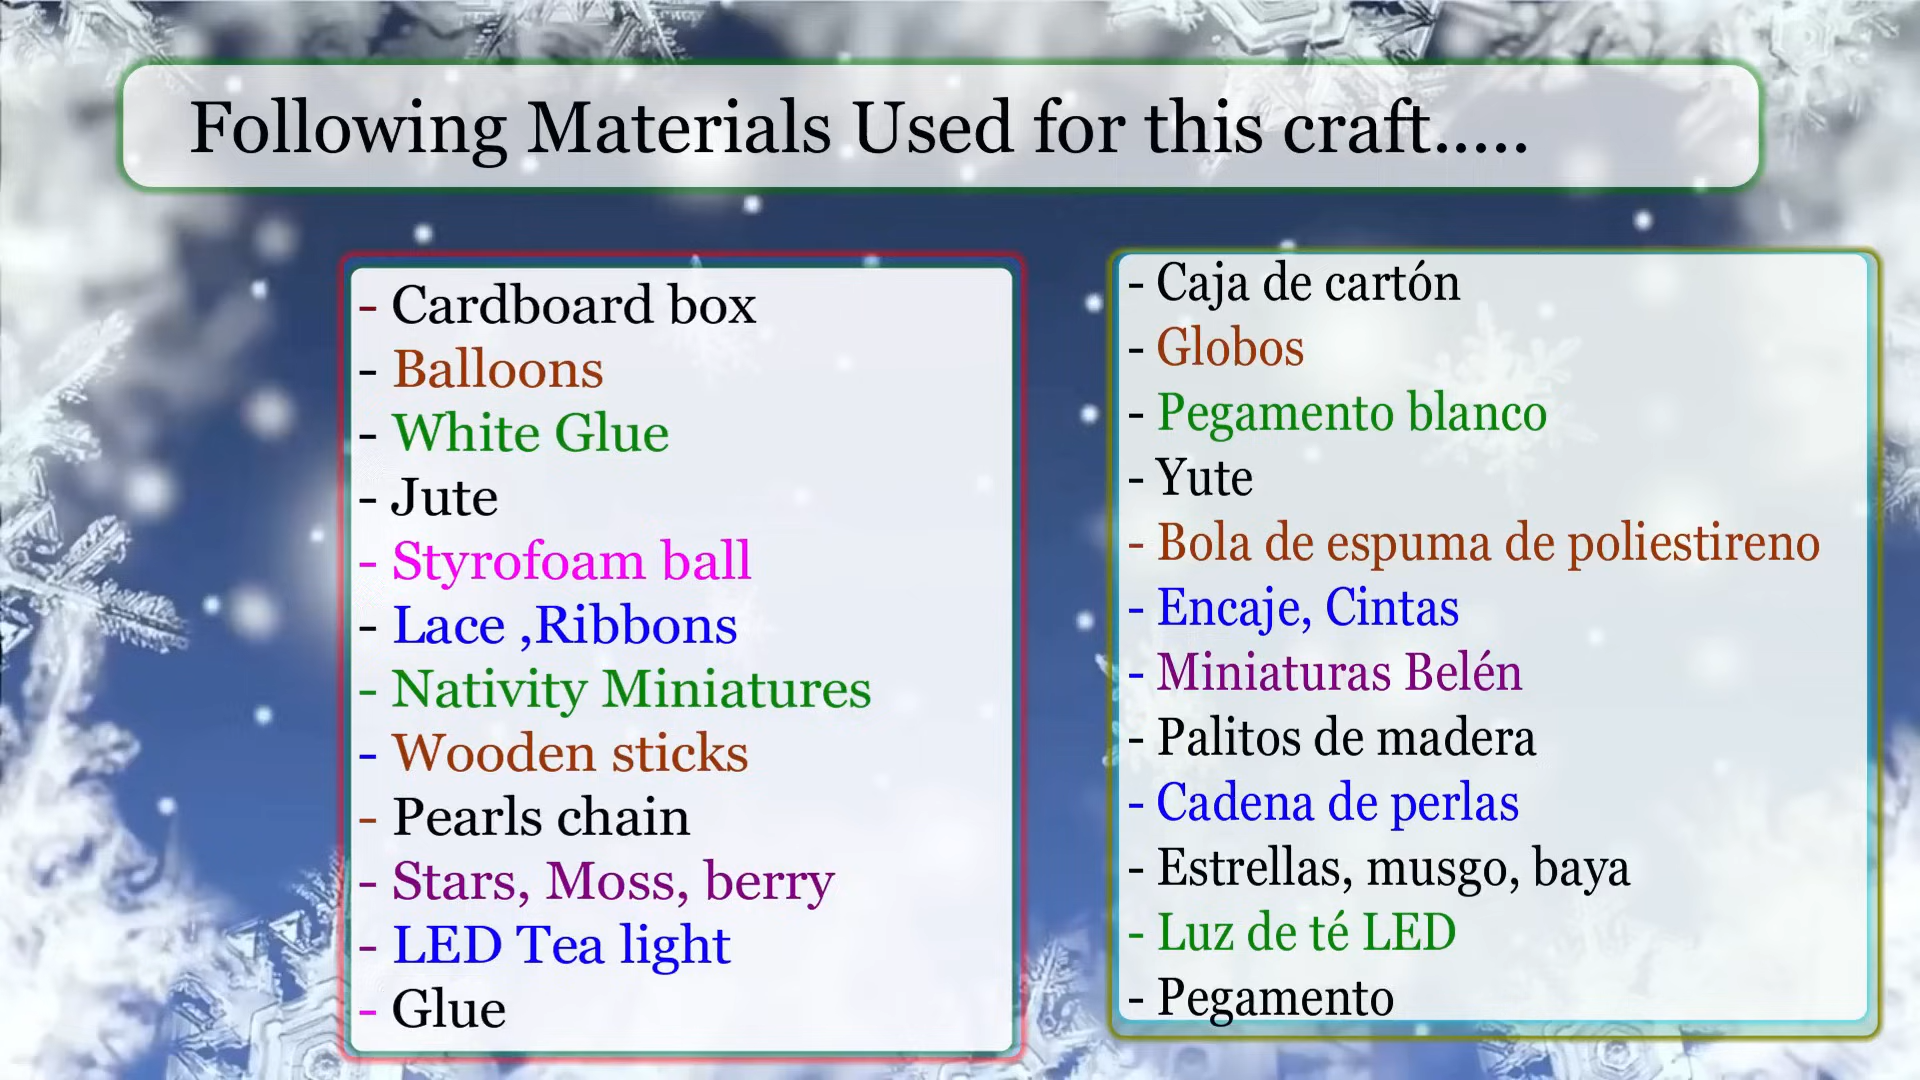 Following Materials Used for this craft.....
- Cardboard box
- Balloons
- White Glue
- Jute
- Styrofoam ball
- Lace ,Ribbons
- Nativity Miniatures
- Wooden sticks
- Pearls chain
- Stars, Moss, berry
- LED Tea light
- Glue
- Caja de cartón
- Globos
- Pegamento blanco
- Yute
- Bola de espuma de poliestireno
- Encaje, Cintas
- Miniaturas Belén
- Palitos de madera
- Cadena de perlas
- Estrellas, musgo, baya
- Luz de té LED
- Pegamento